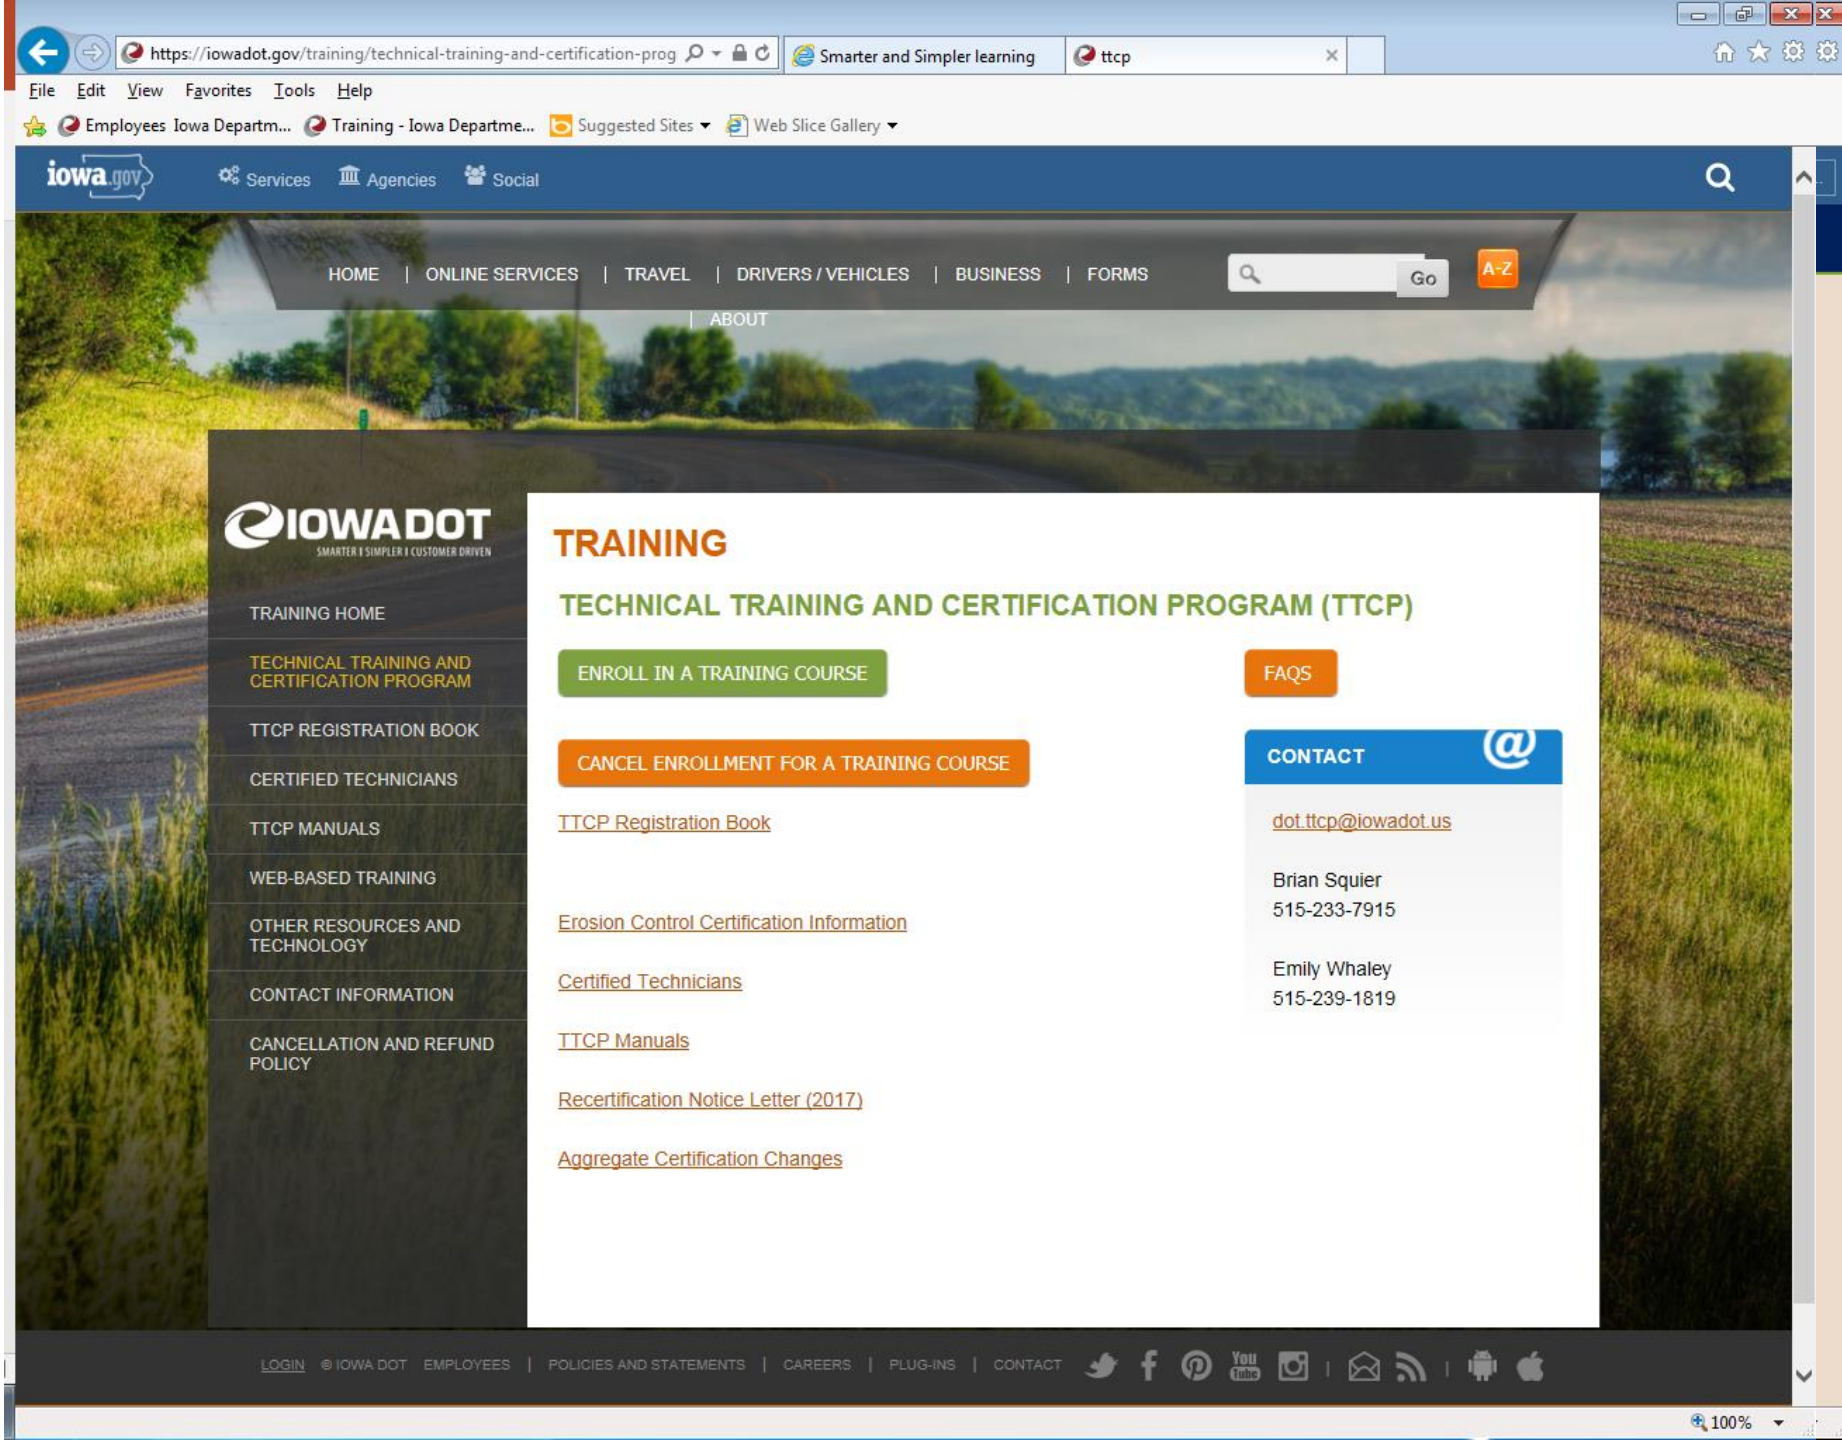 https://iowadot.gov/training/technical-training-and-certification-prog
Smarter and Simpler learning
ttcp
File Edit View Favorites Tools Help
Employees Iowa Departm... Training - Iowa Departme... Suggested Sites Web Slice Gallery
iowa.gov Services Agencies Social
HOME | ONLINE SERVICES | TRAVEL | DRIVERS / VEHICLES | BUSINESS | FORMS
Go
A-Z
| ABOUT
IOWADOT
SMARTER I SIMPLER I CUSTOMER DRIVEN
TRAINING HOME
TECHNICAL TRAINING AND
CERTIFICATION PROGRAM
TTCP REGISTRATION BOOK
CERTIFIED TECHNICIANS
TTCP MANUALS
WEB-BASED TRAINING
OTHER RESOURCES AND
TECHNOLOGY
CONTACT INFORMATION
CANCELLATION AND REFUND
POLICY
TRAINING
TECHNICAL TRAINING AND CERTIFICATION PROGRAM (TTCP)
ENROLL IN A TRAINING COURSE
CANCEL ENROLLMENT FOR A TRAINING COURSE
TTCP Registration Book
Erosion Control Certification Information
Certified Technicians
TTCP Manuals
Recertification Notice Letter (2017)
Aggregate Certification Changes
FAQS
CONTACT @
dot.ttcp@iowadot.us
Brian Squier
515-233-7915
Emily Whaley
515-239-1819
LOGIN © IOWA DOT EMPLOYEES | POLICIES AND STATEMENTS | CAREERS | PLUG-INS | CONTACT
You Tube
100%